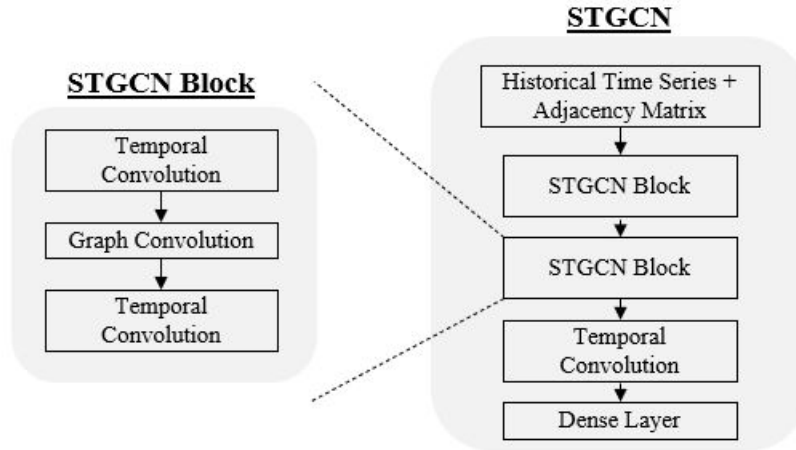 STGCN Block
Temporal
Convolution
Graph Convolution
Temporal
Convolution
STGCN
Historical Time Series +
Adjacency Matrix
STGCN Block
STGCN Block
Temporal
Convolution
Dense Layer